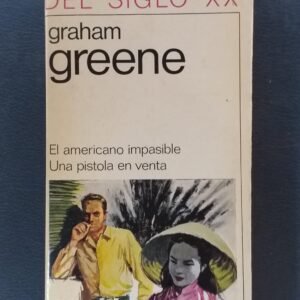 DEL SIGLO XX
graham
greene
El americano impasible
Una pistola en venta